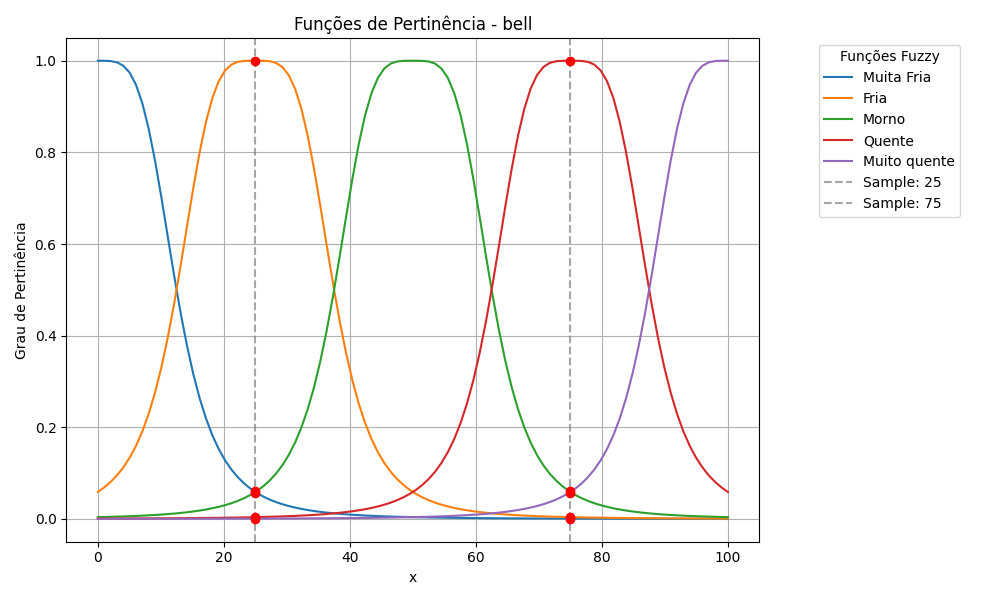 Funções de Pertinência - bell
Grau de Pertinência
1.0
0.8
0.6
0.4
0.2
0.0
0 20 40 60 80 100
x
Funções Fuzzy
Muita Fria
Fria
Morno
Quente
Muito quente
Sample: 25
Sample: 75